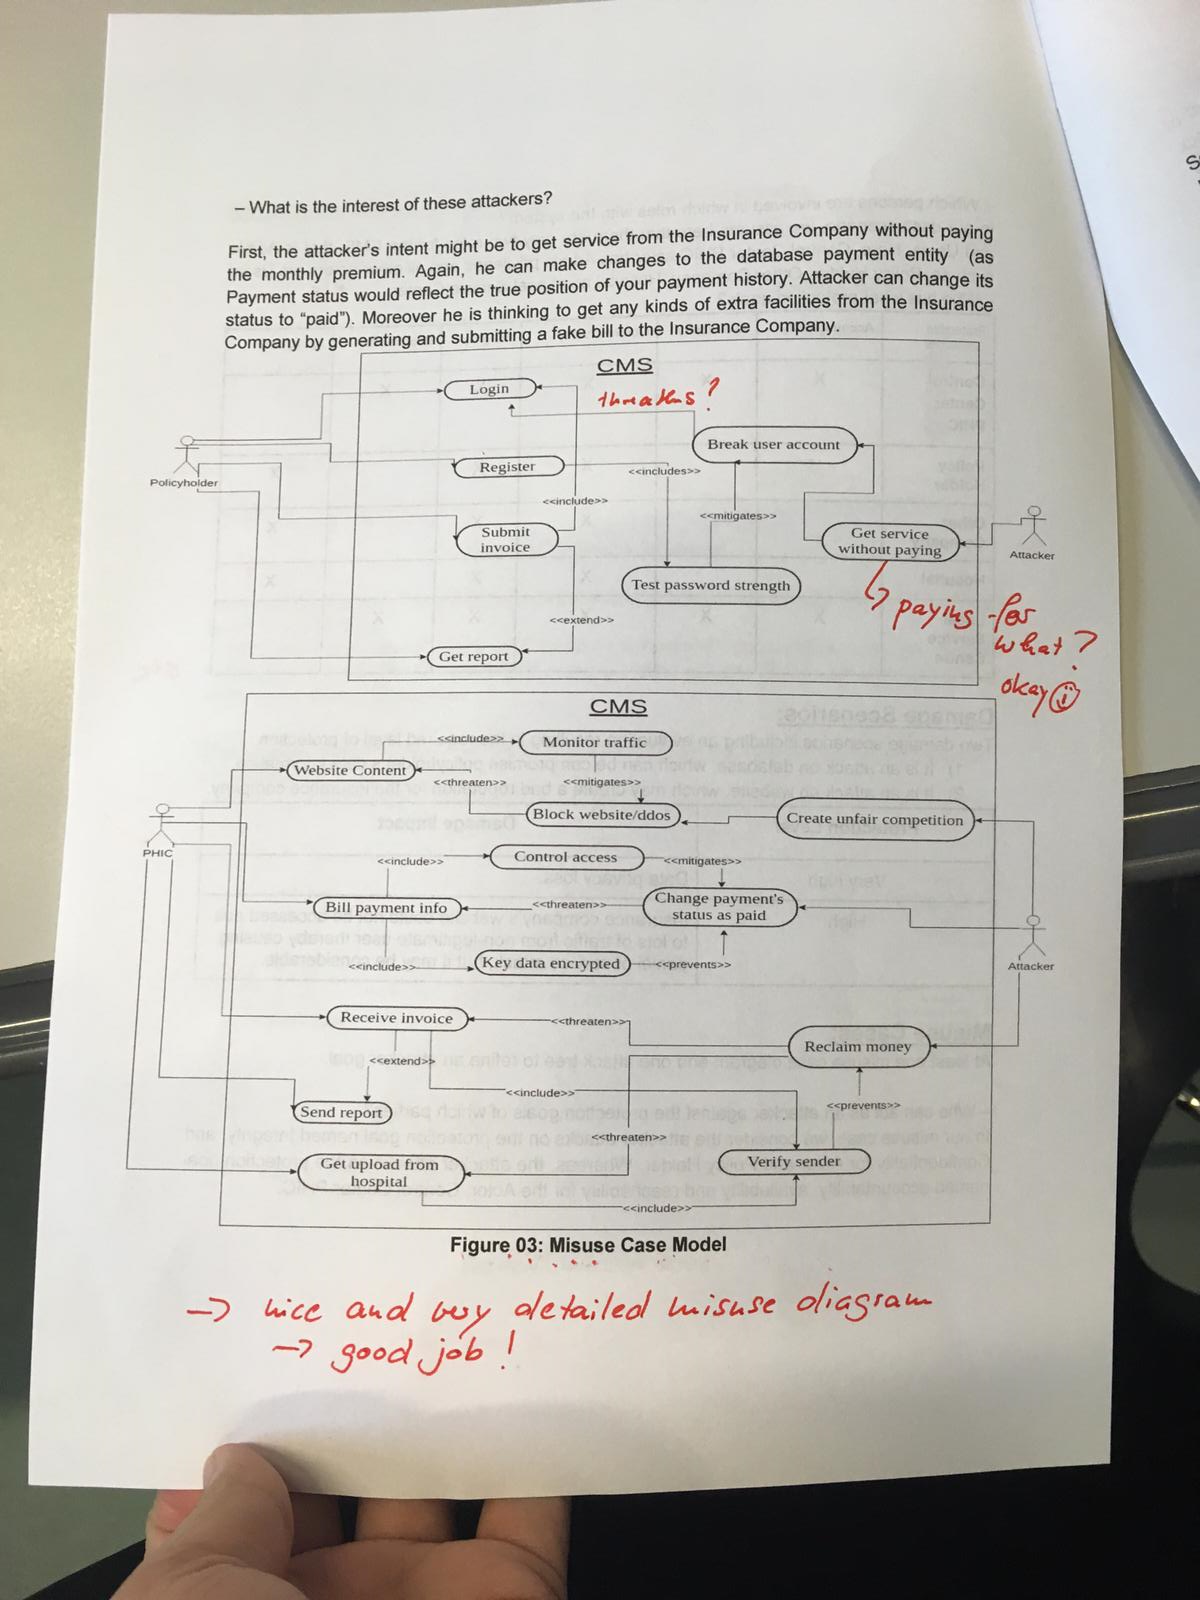 – What is the interest of these attackers?
First, the attacker's intent might be to get service from the Insurance Company without paying
the monthly premium. Again, he can make changes to the database payment entity (as
Payment status would reflect the true position of your payment history. Attacker can change its
status to “paid”). Moreover he is thinking to get any kinds of extra facilities from the Insurance
Company by generating and submitting a fake bill to the Insurance Company.
CMS
Login
Break user account
Register
<<includes>>
Policyholder
<<include>>
<<mitigates>>
Submit
invoice
Get service
without paying
Attacker
Test password strength
paying for
what?
<<extend>>
Get report
okay
CMS
<<include>>
Monitor traffic
Website Content
<<threaten>>
<<mitigates>>
Block website/ddos
Create unfair competition
PHIC
<<include>>
Control access
<<mitigates>>
Bill payment info
<<threaten>>
Change payment's
status as paid
<<include>>
Key data encrypted
<<prevents>>
Attacker
Receive invoice
<<threaten>>
Reclaim money
<<extend>>
<<include>>
Send report
<<prevents>>
<<threaten>>
Get upload from
hospital
Verify sender
<<include>>
Figure 03: Misuse Case Model
→ nice and very detailed misuse diagram
→ good job!